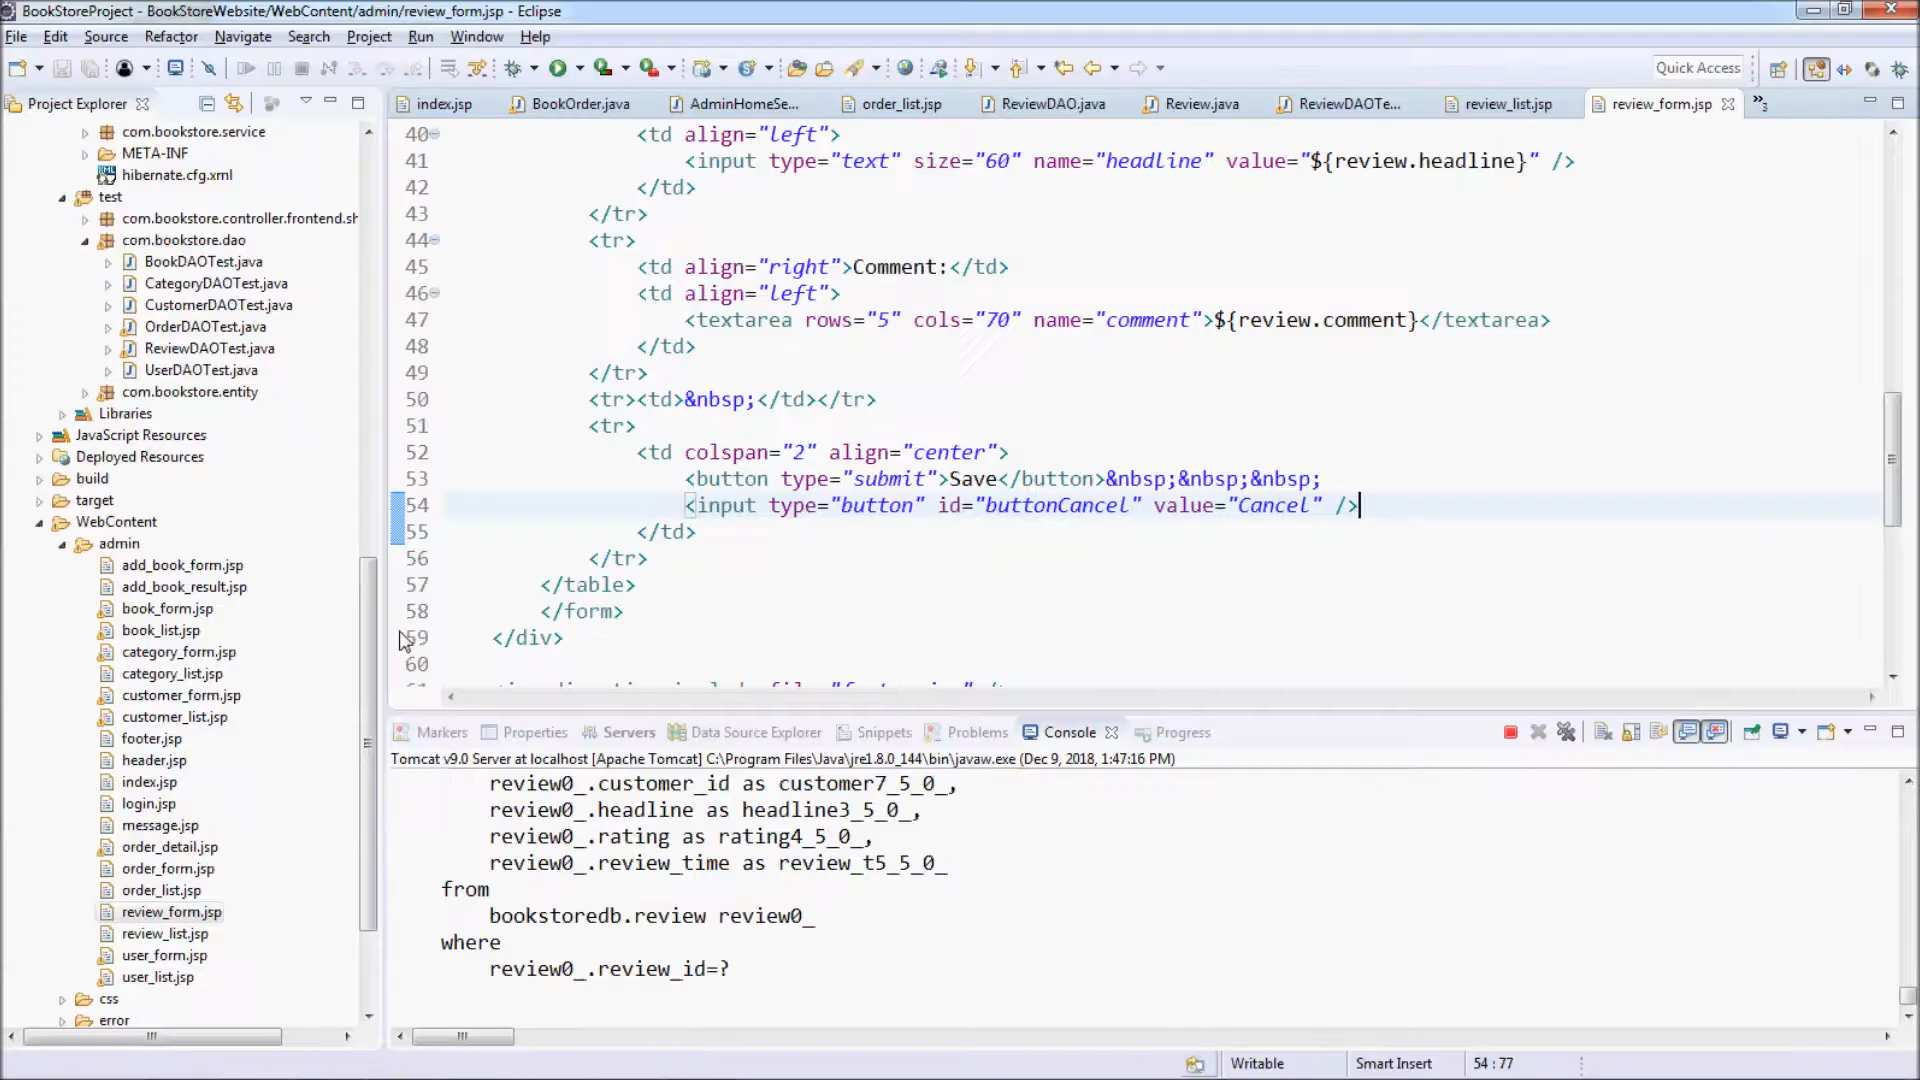 BookStoreProject - BookStoreWebsite/WebContent/admin/review_form.jsp - Eclipse
File Edit Source Refactor Navigate Search Project Run Window Help
Quick Access
Project Explorer
index.jsp BookOrder.java AdminHomeSe... order_list.jsp ReviewDAO.java Review.java ReviewDAOTe... review_list.jsp review_form.jsp »3
com.bookstore.service
META-INF
hibernate.cfg.xml
test
com.bookstore.controller.frontend.sh
com.bookstore.dao
BookDAOTest.java
CategoryDAOTest.java
CustomerDAOTest.java
OrderDAOTest.java
ReviewDAOTest.java
UserDAOTest.java
com.bookstore.entity
Libraries
JavaScript Resources
Deployed Resources
build
target
WebContent
admin
add_book_form.jsp
add_book_result.jsp
book_form.jsp
book_list.jsp
category_form.jsp
category_list.jsp
customer_form.jsp
customer_list.jsp
footer.jsp
header.jsp
index.jsp
login.jsp
message.jsp
order_detail.jsp
order_form.jsp
order_list.jsp
review_form.jsp
review_list.jsp
user_form.jsp
user_list.jsp
css
error
40 <td align="left">
41 <input type="text" size="60" name="headline" value="${review.headline}" />
42 </td>
43 </tr>
44 <tr>
45 <td align="right">Comment:</td>
46 <td align="left">
47 <textarea rows="5" cols="70" name="comment">${review.comment}</textarea>
48 </td>
49 </tr>
50 <tr><td>&nbsp;</td></tr>
51 <tr>
52 <td colspan="2" align="center">
53 <button type="submit">Save</button>&nbsp;&nbsp;&nbsp;
54 <input type="button" id="buttonCancel" value="Cancel" />
55 </td>
56 </tr>
57 </table>
58 </form>
59 </div>
60
Markers Properties Servers Data Source Explorer Snippets Problems Console Progress
Tomcat v9.0 Server at localhost [Apache Tomcat] C:\Program Files\Java\jre1.8.0_144\bin\javaw.exe (Dec 9, 2018, 1:47:16 PM)
review0_.customer_id as customer7_5_0_,
review0_.headline as headline3_5_0_,
review0_.rating as rating4_5_0_,
review0_.review_time as review_t5_5_0_
from
bookstoredb.review review0_
where
review0_.review_id=?
Writable Smart Insert 54 : 77